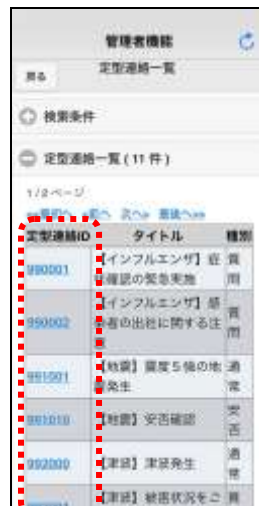 管理者機能
戻る
定型連絡一覧
検索条件
定型連絡一覧 ( 11 件 )
1/2ページ
次へ» 最後へ»»
定型連絡ID タイトル 種別
990001 【インフルエンザ】症 質
確認の緊急実施 問
990002 【インフルエンザ】感 質
者の出社に関する注 問
991001 【地震】震度5強の地 通
発生 常
991010 【地震】安否確認 安
否
992000 【津波】津波発生 通
常
【津波】被害状況をご 質